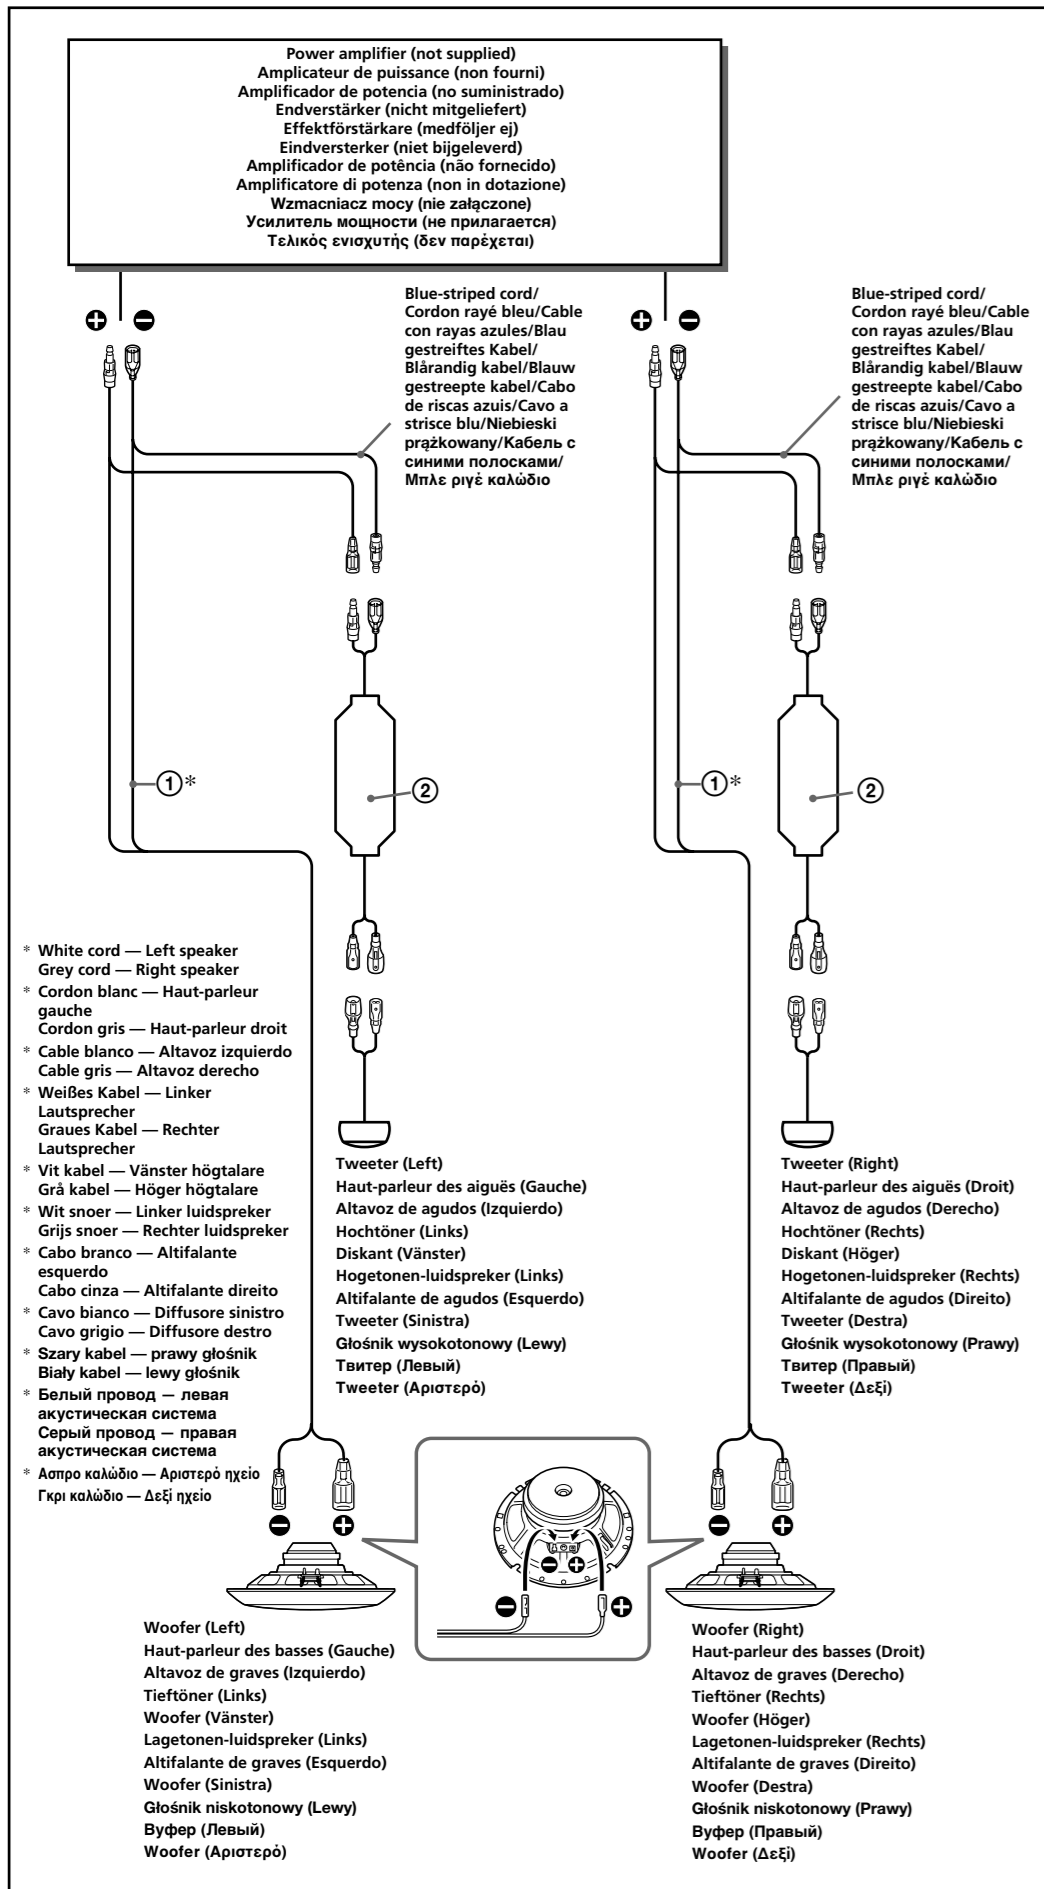 Power amplifier (not supplied)
Amplicateur de puissance (non fourni)
Amplificador de potencia (no suministrado)
Endverstärker (nicht mitgeliefert)
Effektförstärkare (medföljer ej)
Eindversterker (niet bijgeleverd)
Amplificador de potência (não fornecido)
Amplificatore di potenza (non in dotazione)
Wzmacniacz mocy (nie załączone)
Усилитель мощности (не прилагается)
Τελικός ενισχυτής (δεν παρέχεται)
Blue-striped cord/
Cordon rayé bleu/Cable
con rayas azules/Blau
gestreiftes Kabel/
Blårandig kabel/Blauw
gestreepte kabel/Cabo
de riscas azuis/Cavo a
strisce blu/Niebieski
prążkowany/Кабель с
синими полосками/
Μπλε ριγέ καλώδιο
Blue-striped cord/
Cordon rayé bleu/Cable
con rayas azules/Blau
gestreiftes Kabel/
Blårandig kabel/Blauw
gestreepte kabel/Cabo
de riscas azuis/Cavo a
strisce blu/Niebieski
prążkowany/Кабель с
синими полосками/
Μπλε ριγέ καλώδιο
+ −
+ −
①*
②
①*
②
* White cord — Left speaker
Grey cord — Right speaker
* Cordon blanc — Haut-parleur
gauche
Cordon gris — Haut-parleur droit
* Cable blanco — Altavoz izquierdo
Cable gris — Altavoz derecho
* Weißes Kabel — Linker
Lautsprecher
Graues Kabel — Rechter
Lautsprecher
* Vit kabel — Vänster högtalare
Grå kabel — Höger högtalare
* Wit snoer — Linker luidspreker
Grijs snoer — Rechter luidspreker
* Cabo branco — Altifalante
esquerdo
Cabo cinza — Altifalante direito
* Cavo bianco — Diffusore sinistro
Cavo grigio — Diffusore destro
* Szary kabel — prawy głośnik
Biały kabel — lewy głośnik
* Белый провод — левая
акустическая система
Серый провод — правая
акустическая система
* Ασπρο καλώδιο — Αριστερό ηχείο
Γκρι καλώδιο — Δεξί ηχείο
Tweeter (Left)
Haut-parleur des aiguës (Gauche)
Altavoz de agudos (Izquierdo)
Hochtöner (Links)
Diskant (Vänster)
Hogetonen-luidspreker (Links)
Altifalante de agudos (Esquerdo)
Tweeter (Sinistra)
Głośnik wysokotonowy (Lewy)
Твитер (Левый)
Tweeter (Αριστερό)
Tweeter (Right)
Haut-parleur des aiguës (Droit)
Altavoz de agudos (Derecho)
Hochtöner (Rechts)
Diskant (Höger)
Hogetonen-luidspreker (Rechts)
Altifalante de agudos (Direito)
Tweeter (Destra)
Głośnik wysokotonowy (Prawy)
Твитер (Правый)
Tweeter (Δεξί)
− +
− +
− +
− +
Woofer (Left)
Haut-parleur des basses (Gauche)
Altavoz de graves (Izquierdo)
Tieftöner (Links)
Woofer (Vänster)
Lagetonen-luidspreker (Links)
Altifalante de graves (Esquerdo)
Woofer (Sinistra)
Głośnik niskotonowy (Lewy)
Вуфер (Левый)
Woofer (Αριστερό)
Woofer (Right)
Haut-parleur des basses (Droit)
Altavoz de graves (Derecho)
Tieftöner (Rechts)
Woofer (Höger)
Lagetonen-luidspreker (Rechts)
Altifalante de graves (Direito)
Woofer (Destra)
Głośnik niskotonowy (Prawy)
Вуфер (Правый)
Woofer (Δεξί)